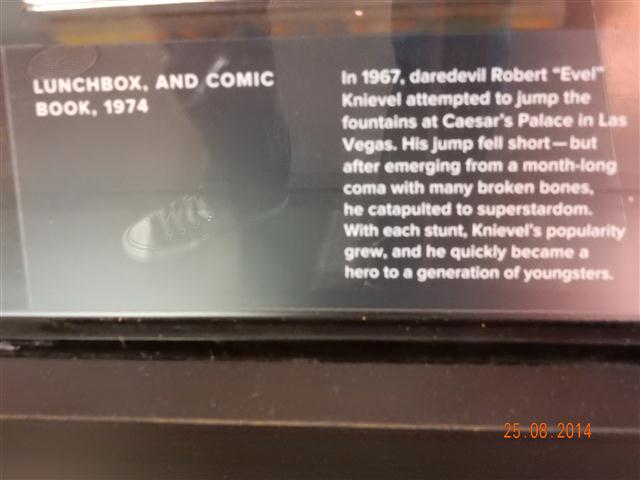 LUNCHBOX, AND COMIC
BOOK, 1974
In 1967, daredevil Robert "Evel"
Knievel attempted to jump the
fountains at Caesar's Palace in Las
Vegas. His jump fell short—but
after emerging from a month-long
coma with many broken bones,
he catapulted to superstardom.
With each stunt, Knievel's popularity
grew, and he quickly became a
hero to a generation of youngsters.
25.08.2014